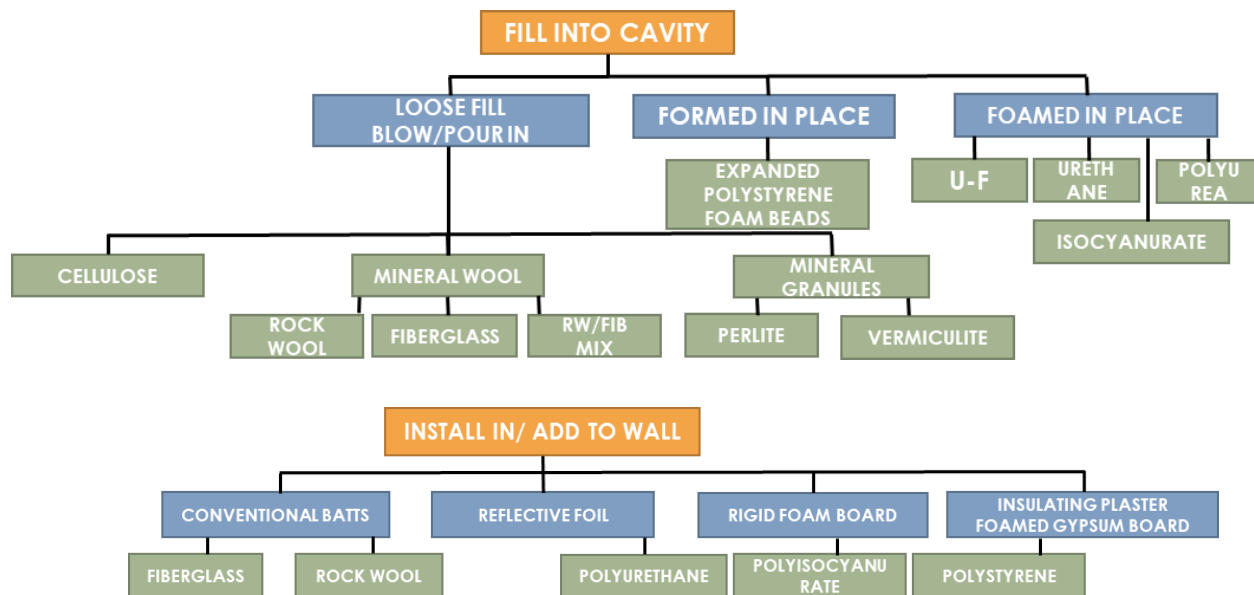 FILL INTO CAVITY
LOOSE FILL
BLOW/POUR IN
FORMED IN PLACE
FOAMED IN PLACE
EXPANDED
POLYSTYRENE
FOAM BEADS
U-F
URETH
ANE
POLYU
REA
ISOCYANURATE
CELLULOSE
MINERAL WOOL
MINERAL
GRANULES
ROCK
WOOL
FIBERGLASS
RW/FIB
MIX
PERLITE
VERMICULITE
INSTALL IN/ ADD TO WALL
CONVENTIONAL BATTS
REFLECTIVE FOIL
RIGID FOAM BOARD
INSULATING PLASTER
FOAMED GYPSUM BOARD
FIBERGLASS
ROCK WOOL
POLYURETHANE
POLYISOCYANU
RATE
POLYSTYRENE